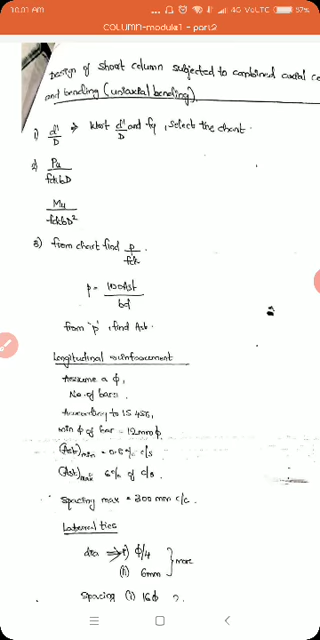 10:01 AM ... 4G VoLTE 57%
COLUMN-module1 - part2
Design of short column subjected to combined axial co
and bending (uniaxial bending).
1) d'/D ⇒ With d'/D and fy, select the chart.
2) Pu/fckbD
Mu/fckbD²
3) from chart find p/fck.
p = 100Ast/bd
from 'p', find Ast.
Longitudinal reinforcement
Assume a ϕ,
No. of bars.
According to IS 456,
min ϕ of bar = 12mm ϕ.
(Ast)min = 0.8% c/s
(Ast)max 6% of c/s.
Spacing max = 300 mm c/c.
Lateral ties
dia ⇒ i) ϕ/4
(ii) 6mm } max
Spacing (i) 16ϕ